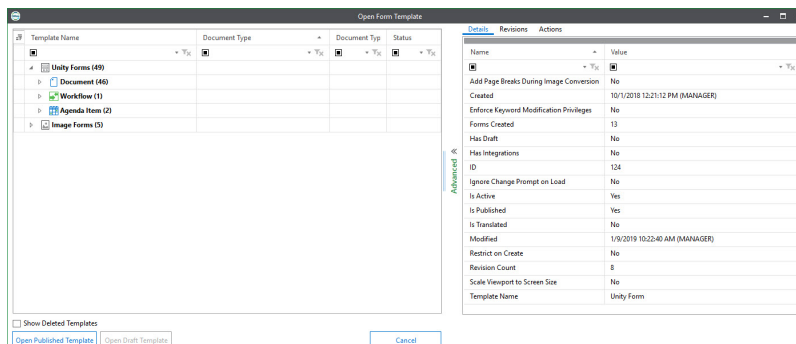 Open Form Template
Template Name Document Type Document Typ Status
Unity Forms (49)
Document (46)
Workflow (1)
Agenda Item (2)
Image Forms (5)
Show Deleted Templates
Open Published Template Open Draft Template Cancel
Advanced
Details Revisions Actions
Name Value
Add Page Breaks During Image Conversion No
Created 10/1/2018 12:21:12 PM (MANAGER)
Enforce Keyword Modification Privileges No
Forms Created 13
Has Draft No
Has Integrations No
ID 124
Ignore Change Prompt on Load No
Is Active Yes
Is Published Yes
Is Translated No
Modified 1/9/2019 10:22:40 AM (MANAGER)
Restrict on Create No
Revision Count 8
Scale Viewport to Screen Size No
Template Name Unity Form